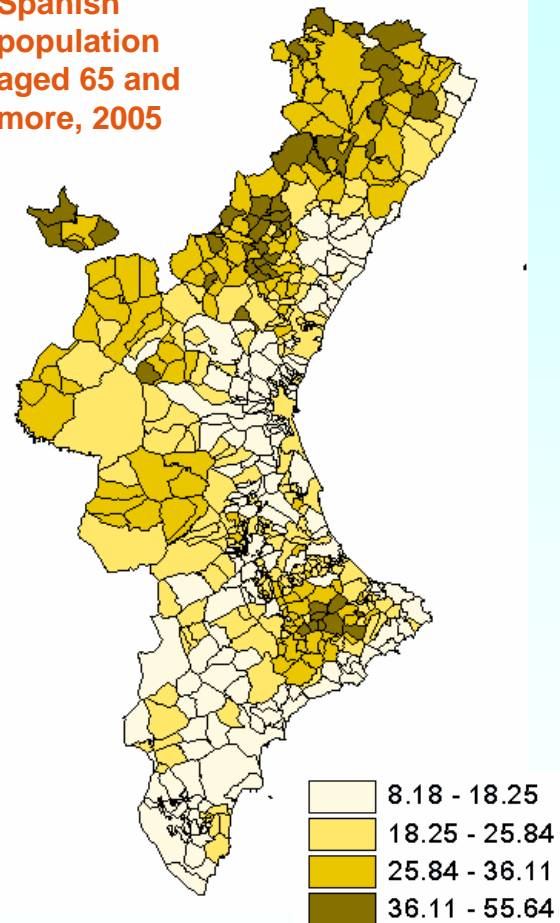 Spanish
population
aged 65 and
more, 2005
8.18 - 18.25
18.25 - 25.84
25.84 - 36.11
36.11 - 55.64